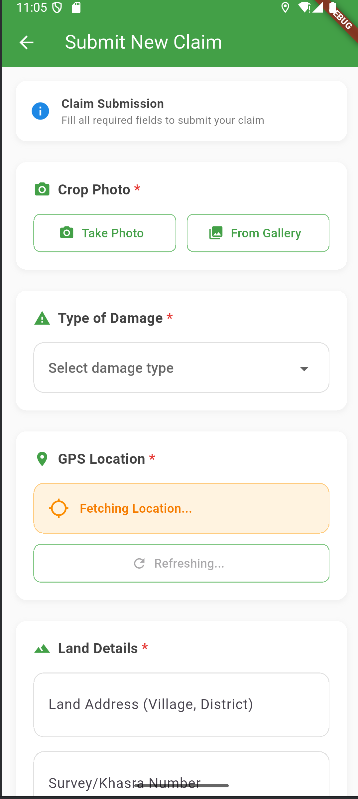 11:05
DEBUG
Submit New Claim
Claim Submission
Fill all required fields to submit your claim
Crop Photo *
Take Photo
From Gallery
Type of Damage *
Select damage type
GPS Location *
Fetching Location...
Refreshing...
Land Details *
Land Address (Village, District)
Survey/Khasra Number